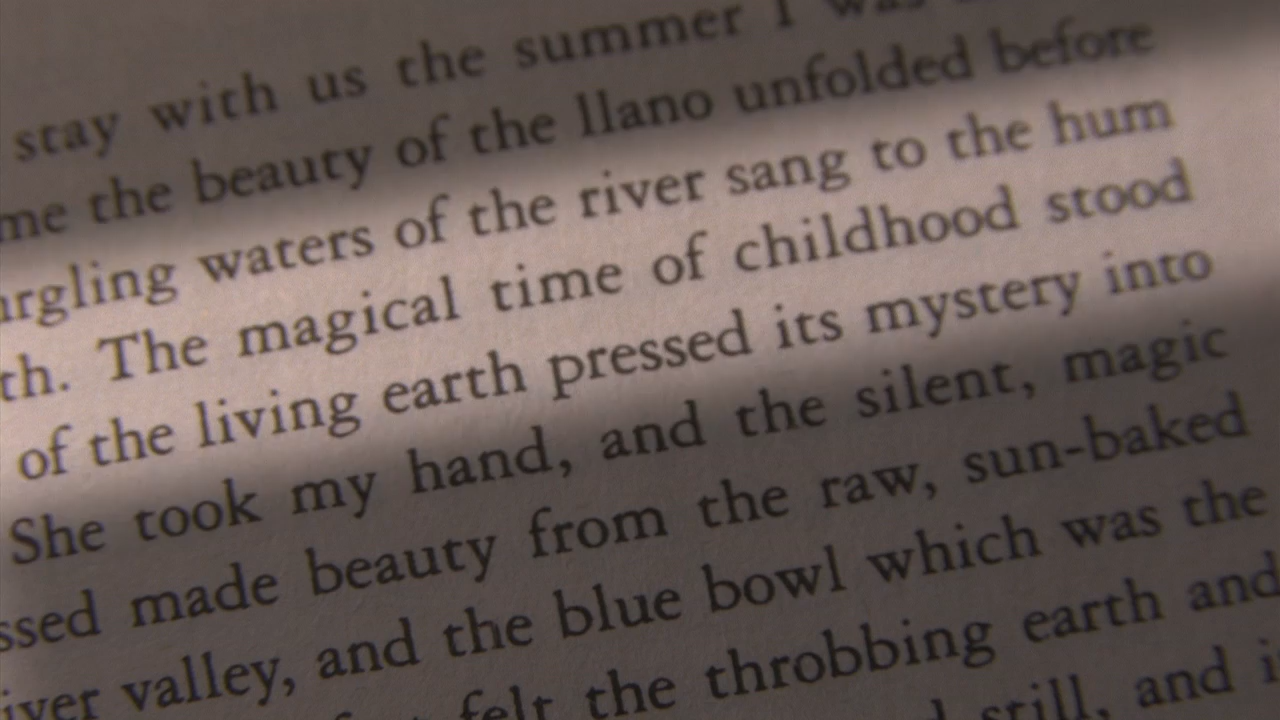 stay with us the summer I was
me the beauty of the llano unfolded before
urgling waters of the river sang to the hum
th. The magical time of childhood stood
of the living earth pressed its mystery into
She took my hand, and the silent, magic
ssed made beauty from the raw, sun-baked
iver valley, and the blue bowl which was the
felt the throbbing earth and
still, and i